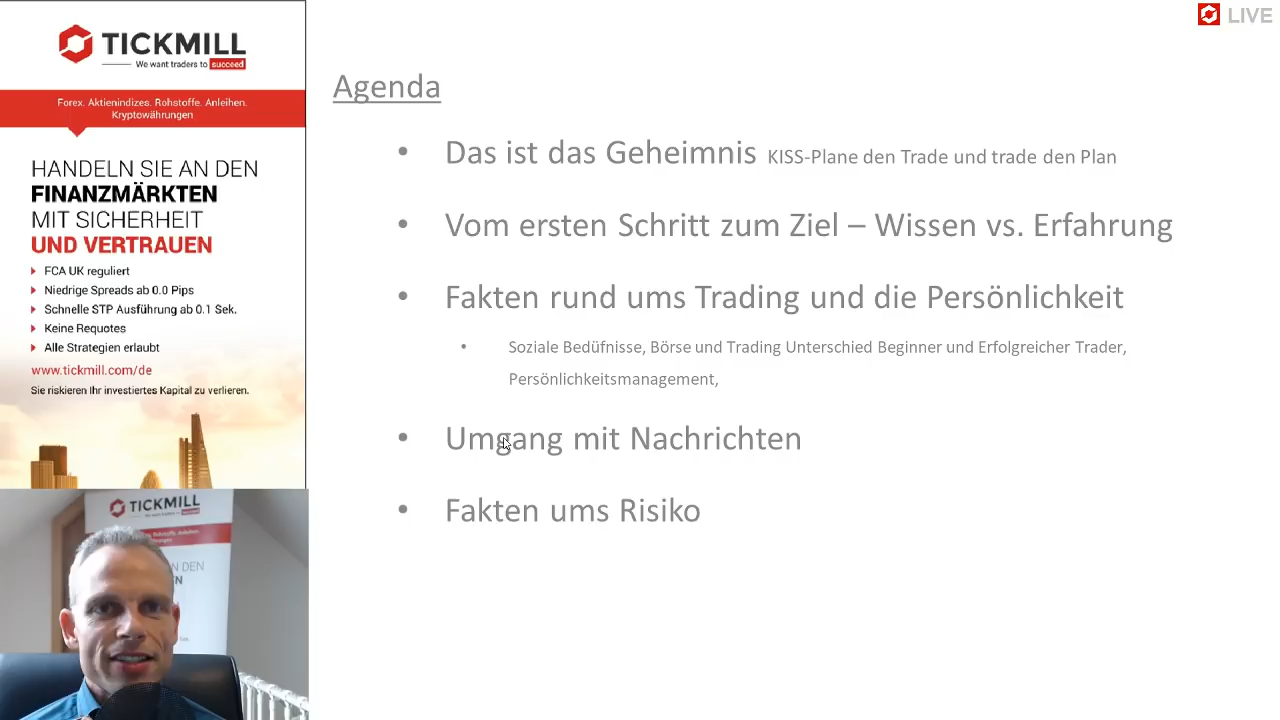 TICKMILL
We want traders to succeed
Forex. Aktienindizes. Rohstoffe. Anleihen.
Kryptowährungen
HANDELN SIE AN DEN
FINANZMÄRKTEN
MIT SICHERHEIT
UND VERTRAUEN
FCA UK reguliert
Niedrige Spreads ab 0.0 Pips
Schnelle STP Ausführung ab 0.1 Sek.
Keine Requotes
Alle Strategien erlaubt
www.tickmill.com/de
Sie riskieren Ihr investiertes Kapital zu verlieren.
LIVE
Agenda
• Das ist das Geheimnis KISS-Plane den Trade und trade den Plan
• Vom ersten Schritt zum Ziel – Wissen vs. Erfahrung
• Fakten rund ums Trading und die Persönlichkeit
• Soziale Bedüfnisse, Börse und Trading Unterschied Beginner und Erfolgreicher Trader,
Persönlichkeitsmanagement,
• Umgang mit Nachrichten
• Fakten ums Risiko
TICKMILL